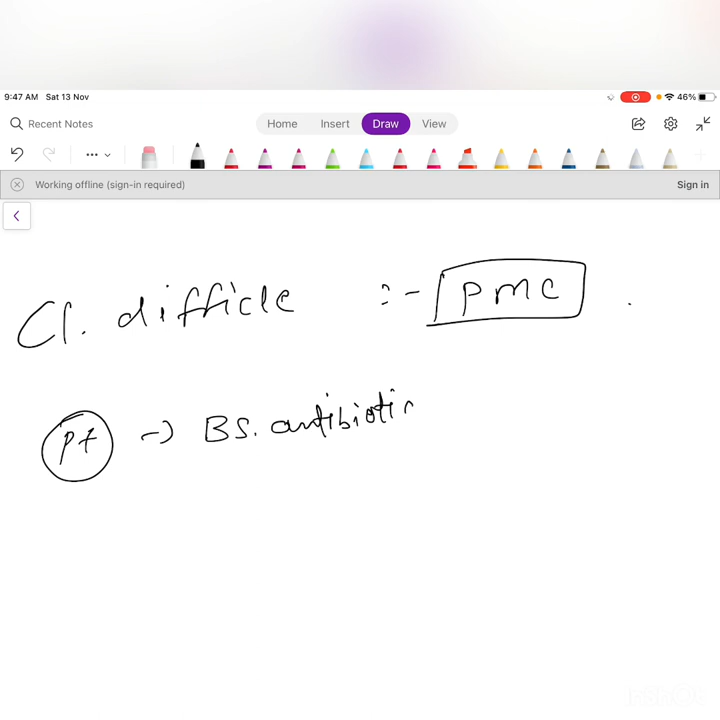 9:47 AM Sat 13 Nov 46%
Recent Notes Home Insert Draw View
Working offline (sign-in required) Sign in
Cl. difficle :- PMC
Pt → BS. antibiotic